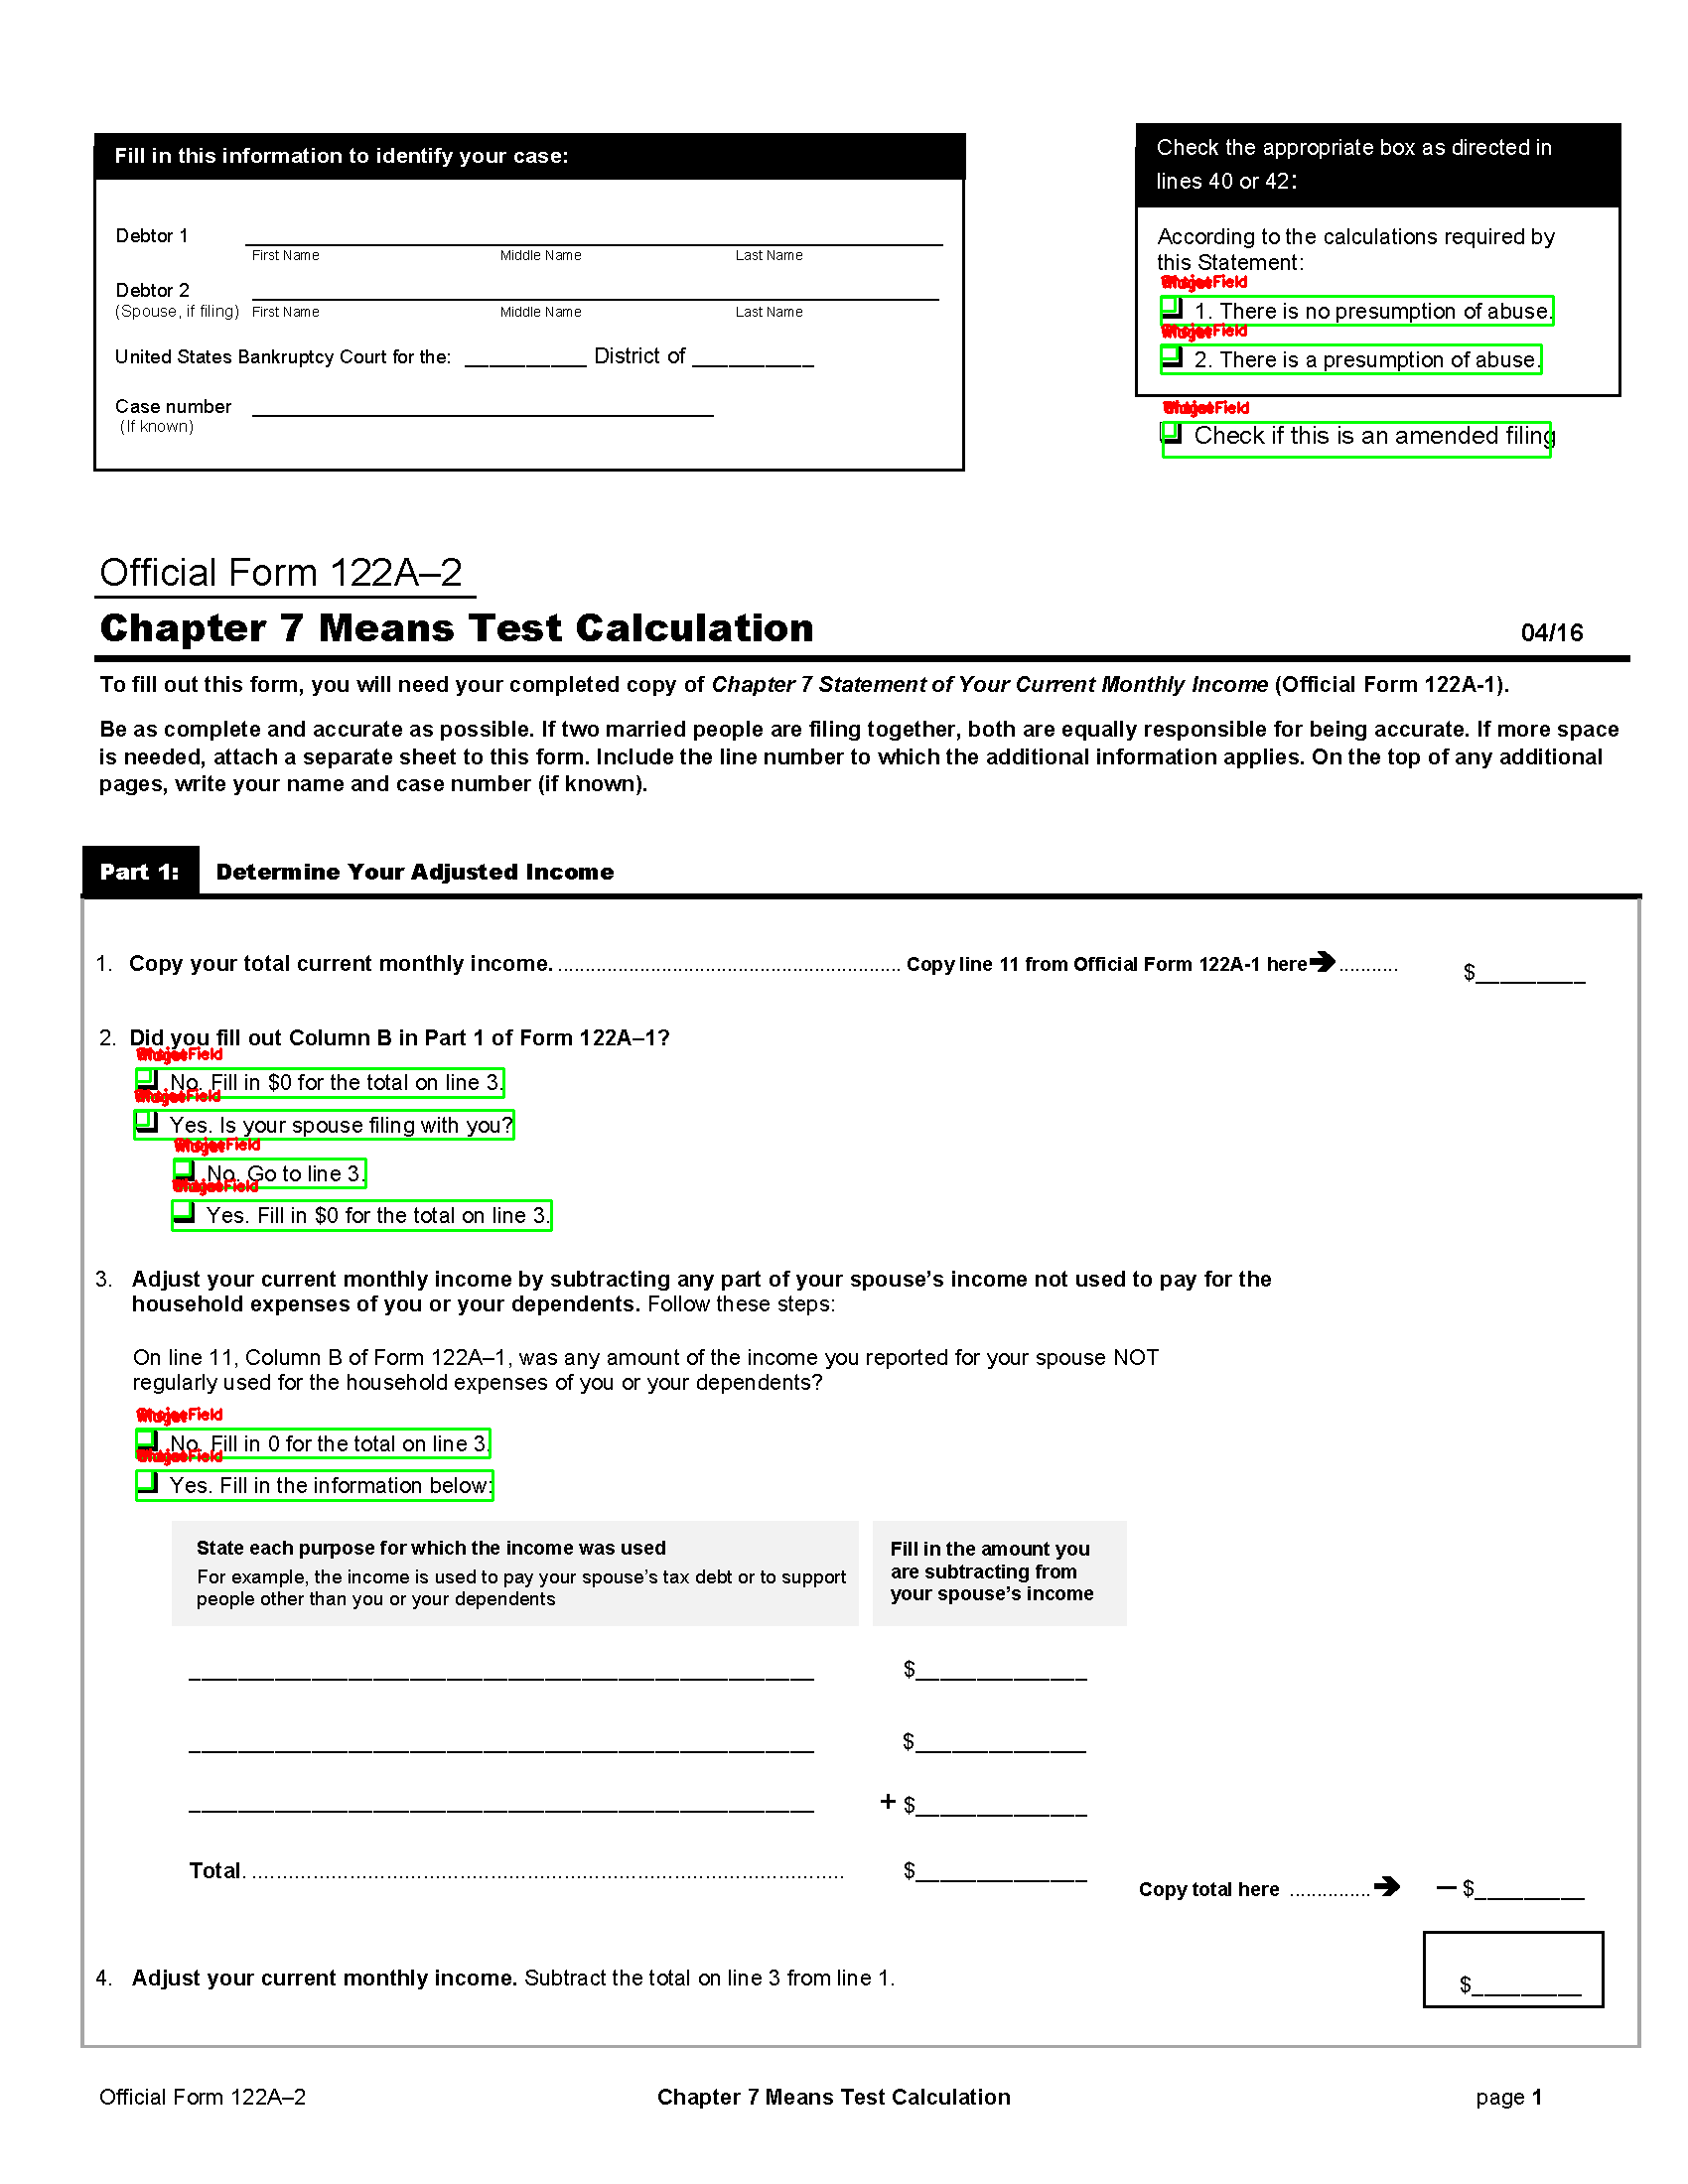 Fill in this information to identify your case:
Debtor 1
First Name Middle Name Last Name
Debtor 2
(Spouse, if filing) First Name Middle Name Last Name
United States Bankruptcy Court for the: __________ District of __________
Case number
(If known)
Check the appropriate box as directed in
lines 40 or 42:
According to the calculations required by
this Statement:
1. There is no presumption of abuse.
2. There is a presumption of abuse.
Check if this is an amended filing
Official Form 122A–2
Chapter 7 Means Test Calculation 04/16
To fill out this form, you will need your completed copy of Chapter 7 Statement of Your Current Monthly Income (Official Form 122A-1).
Be as complete and accurate as possible. If two married people are filing together, both are equally responsible for being accurate. If more space
is needed, attach a separate sheet to this form. Include the line number to which the additional information applies. On the top of any additional
pages, write your name and case number (if known).
Part 1: Determine Your Adjusted Income
1. Copy your total current monthly income. ............ Copy line 11 from Official Form 122A-1 here➔ ........... $_________
2. Did you fill out Column B in Part 1 of Form 122A–1?
No. Fill in $0 for the total on line 3.
Yes. Is your spouse filing with you?
No. Go to line 3.
Yes. Fill in $0 for the total on line 3.
3. Adjust your current monthly income by subtracting any part of your spouse's income not used to pay for the
household expenses of you or your dependents. Follow these steps:
On line 11, Column B of Form 122A–1, was any amount of the income you reported for your spouse NOT
regularly used for the household expenses of you or your dependents?
No. Fill in 0 for the total on line 3.
Yes. Fill in the information below:
State each purpose for which the income was used
For example, the income is used to pay your spouse's tax debt or to support
people other than you or your dependents
Fill in the amount you
are subtracting from
your spouse's income
$______________
$______________
+ $______________
Total. ............ $______________
Copy total here ...............➔ — $_________
4. Adjust your current monthly income. Subtract the total on line 3 from line 1. $_________
Official Form 122A–2 Chapter 7 Means Test Calculation page 1